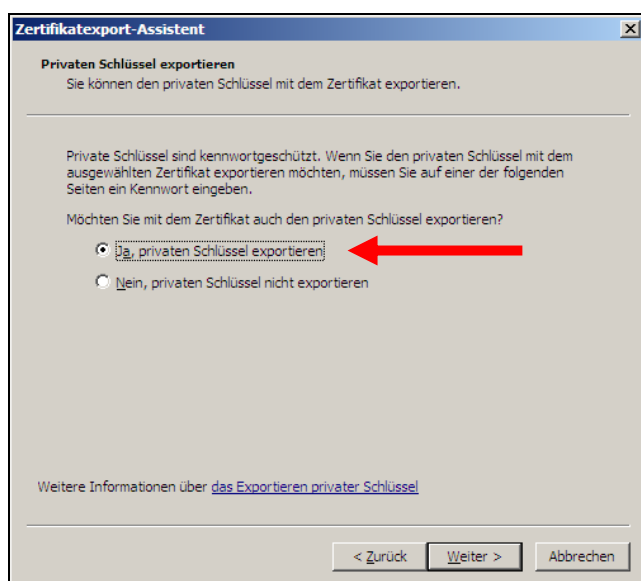 Zertifikatexport-Assistent
Privaten Schlüssel exportieren
Sie können den privaten Schlüssel mit dem Zertifikat exportieren.
Private Schlüssel sind kennwortgeschützt. Wenn Sie den privaten Schlüssel mit dem
ausgewählten Zertifikat exportieren möchten, müssen Sie auf einer der folgenden
Seiten ein Kennwort eingeben.
Möchten Sie mit dem Zertifikat auch den privaten Schlüssel exportieren?
Ja, privaten Schlüssel exportieren
Nein, privaten Schlüssel nicht exportieren
Weitere Informationen über das Exportieren privater Schlüssel
< Zurück Weiter > Abbrechen